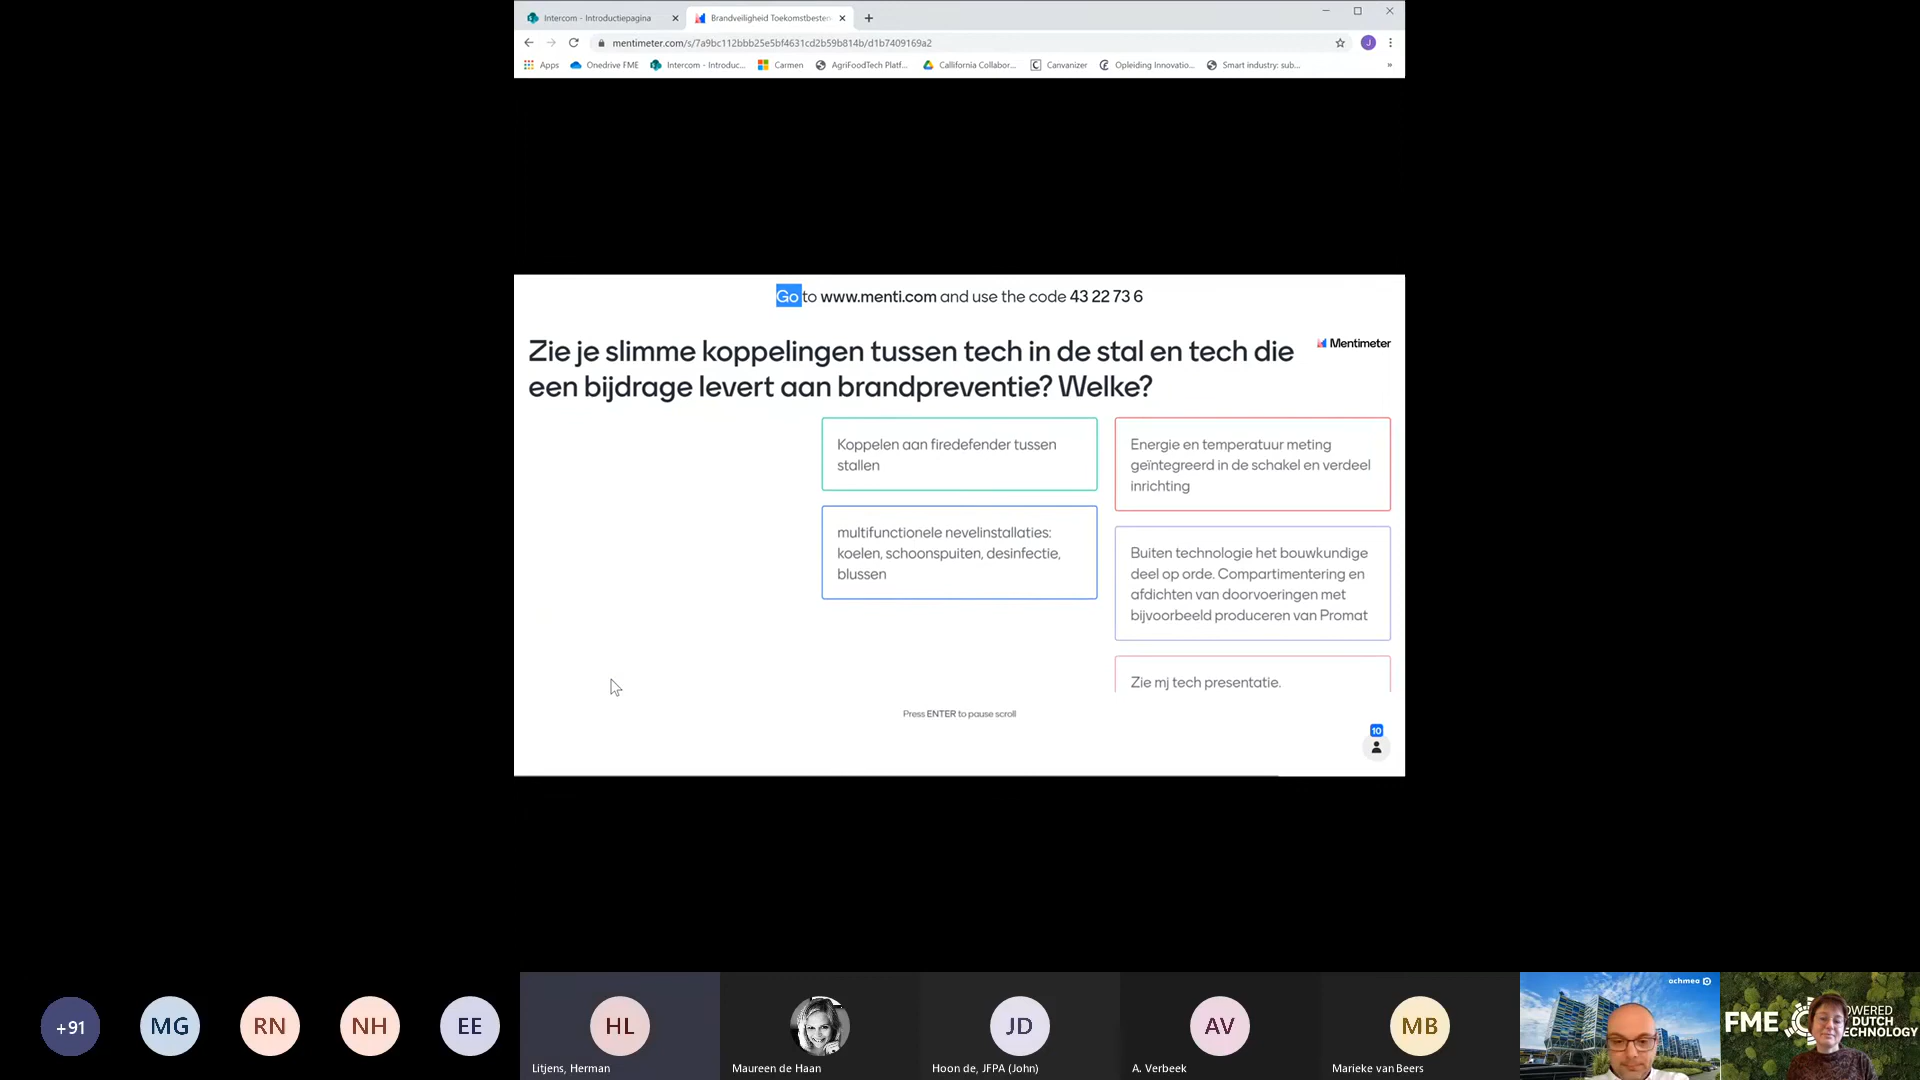 Intercom - Introductiepagina
Brandveiligheid Toekomstbesten
mentimeter.com/s/7a9bc112bbb25e5bf4631cd2b59b814b/d1b7409169a2
J
Apps
Onedrive FME
Intercom - Introduc...
Carmen
AgriFoodTech Platf...
Callifornia Collabor...
Canvanizer
Opleiding Innovatio...
Smart industry: sub...
»
Go to www.menti.com and use the code 43 22 73 6
Zie je slimme koppelingen tussen tech in de stal en tech die
een bijdrage levert aan brandpreventie? Welke?
Mentimeter
Koppelen aan firedefender tussen
stallen
multifunctionele nevelinstallaties:
koelen, schoonspuiten, desinfectie,
blussen
Energie en temperatuur meting
geïntegreerd in de schakel en verdeel
inrichting
Buiten technologie het bouwkundige
deel op orde. Compartimentering en
afdichten van doorvoeringen met
bijvoorbeeld produceren van Promat
Zie mj tech presentatie.
Press ENTER to pause scroll
10
+91
MG
RN
NH
EE
HL
Litjens, Herman
Maureen de Haan
JD
Hoon de, JFPA (John)
AV
A. Verbeek
MB
Marieke van Beers
achmea
FME
DUTCH
TECHNOLOGY